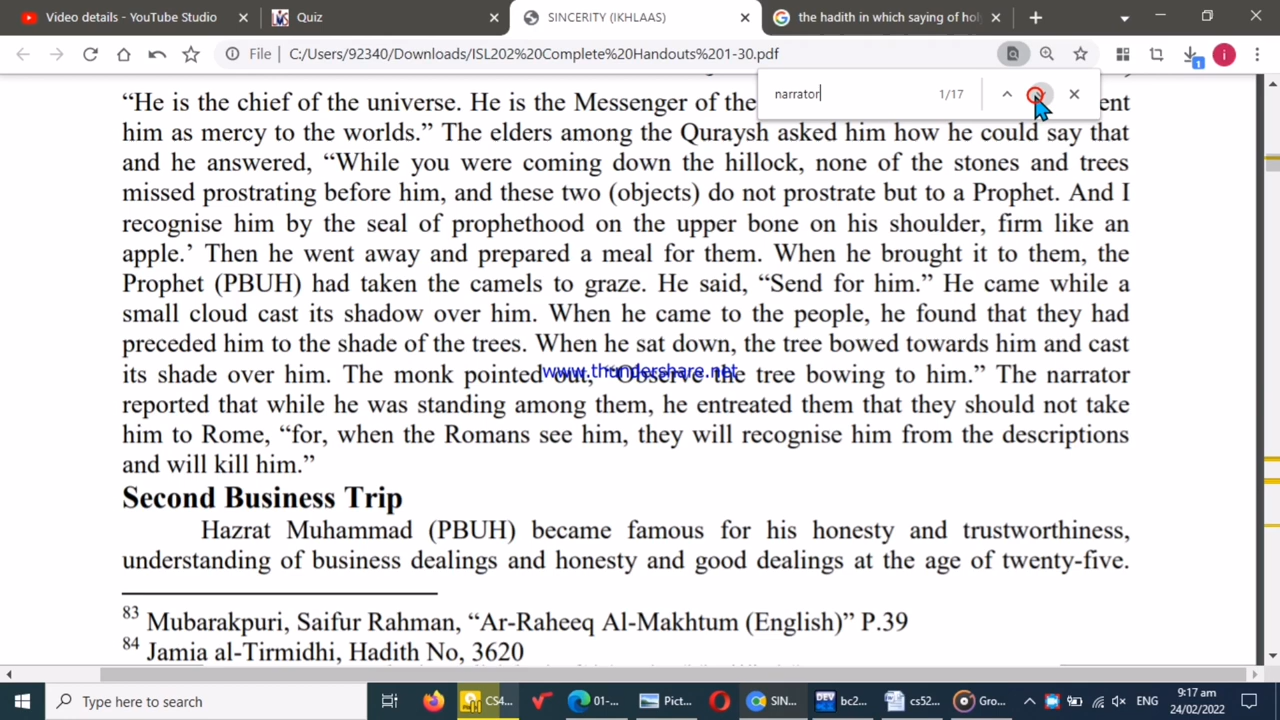 Video details - YouTube Studio
Quiz
SINCERITY (IKHLAAS)
the hadith in which saying of hol
File
C:/Users/92340/Downloads/ISL202%20Complete%20Handouts%201-30.pdf
1
i
narrator
1/17
“He is the chief of the universe. He is the Messenger of the
ent
him as mercy to the worlds.” The elders among the Quraysh asked him how he could say that
and he answered, “While you were coming down the hillock, none of the stones and trees
missed prostrating before him, and these two (objects) do not prostrate but to a Prophet. And I
recognise him by the seal of prophethood on the upper bone on his shoulder, firm like an
apple.’ Then he went away and prepared a meal for them. When he brought it to them, the
Prophet (PBUH) had taken the camels to graze. He said, “Send for him.” He came while a
small cloud cast its shadow over him. When he came to the people, he found that they had
preceded him to the shade of the trees. When he sat down, the tree bowed towards him and cast
its shade over him. The monk pointed out, “Observe the tree bowing to him.” The narrator
www.thundershare.net
reported that while he was standing among them, he entreated them that they should not take
him to Rome, “for, when the Romans see him, they will recognise him from the descriptions
and will kill him.”
Second Business Trip
Hazrat Muhammad (PBUH) became famous for his honesty and trustworthiness,
understanding of business dealings and honesty and good dealings at the age of twenty-five.
83 Mubarakpuri, Saifur Rahman, “Ar-Raheeq Al-Makhtum (English)” P.39
84 Jamia al-Tirmidhi, Hadith No, 3620
Type here to search
CS4...
01-...
Pict...
SIN...
DEV
bc2...
cs52...
Gro...
ENG
9:17 am
24/02/2022